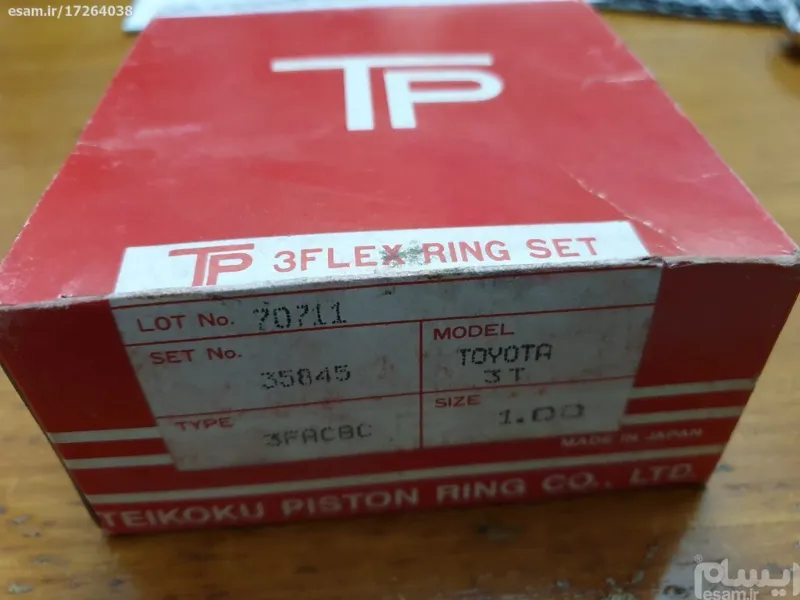 esam.ir/17264038
TP
TP 3FLEX RING SET
LOT No. 70711
SET No. 35845
MODEL TOYOTA 3T
TYPE 3FACBC
SIZE 1.00
MADE IN JAPAN
TEIKOKU PISTON RING CO., LTD.
ایسام
esam.ir